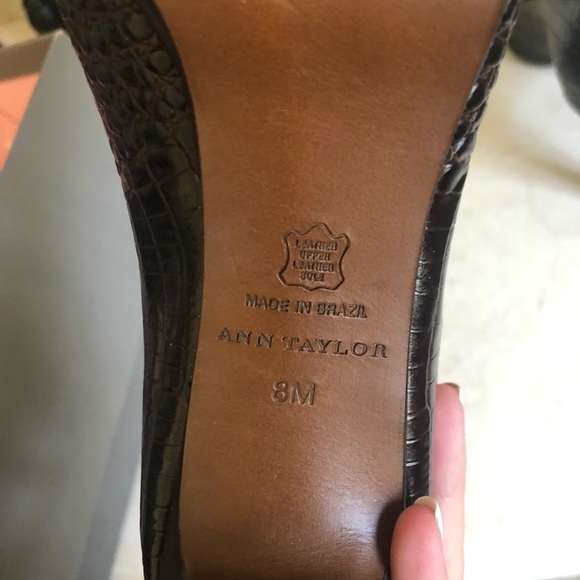 LEATHER
UPPER
LEATHER
SOLE
MADE IN BRAZIL
ANN TAYLOR
8M